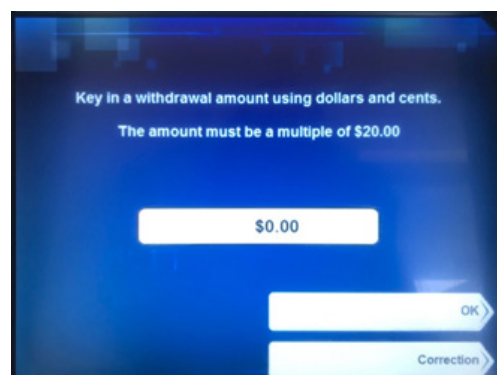 Key in a withdrawal amount using dollars and cents.
The amount must be a multiple of $20.00
$0.00
OK
Correction